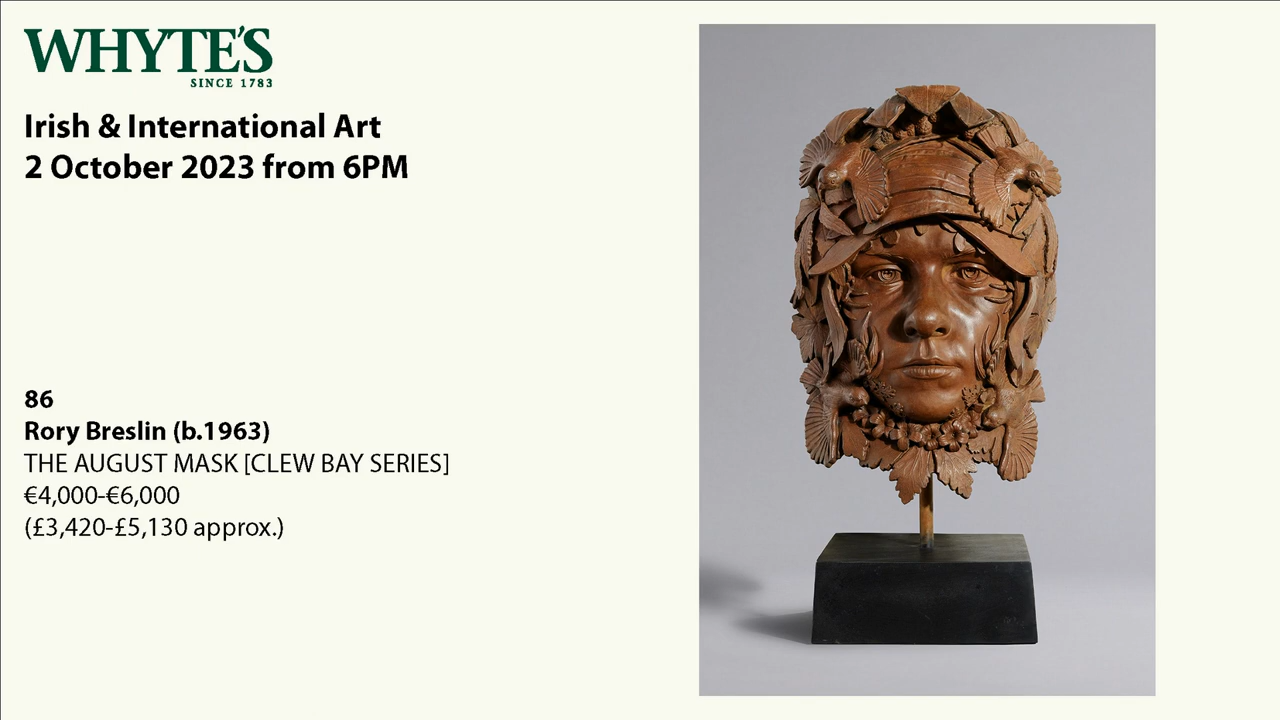 WHYTE'S
SINCE 1783
Irish & International Art
2 October 2023 from 6PM
86
Rory Breslin (b.1963)
THE AUGUST MASK [CLEW BAY SERIES]
€4,000-€6,000
(£3,420-£5,130 approx.)